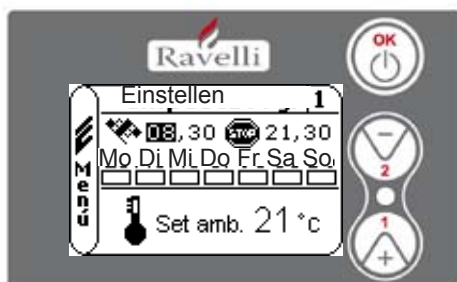 Ravelli
OK
Einstellen 1
08,30 STOP 21,30
Mo Di Mi Do Fr Sa So
Menú
Set amb. 21 °c
−
2
1
+